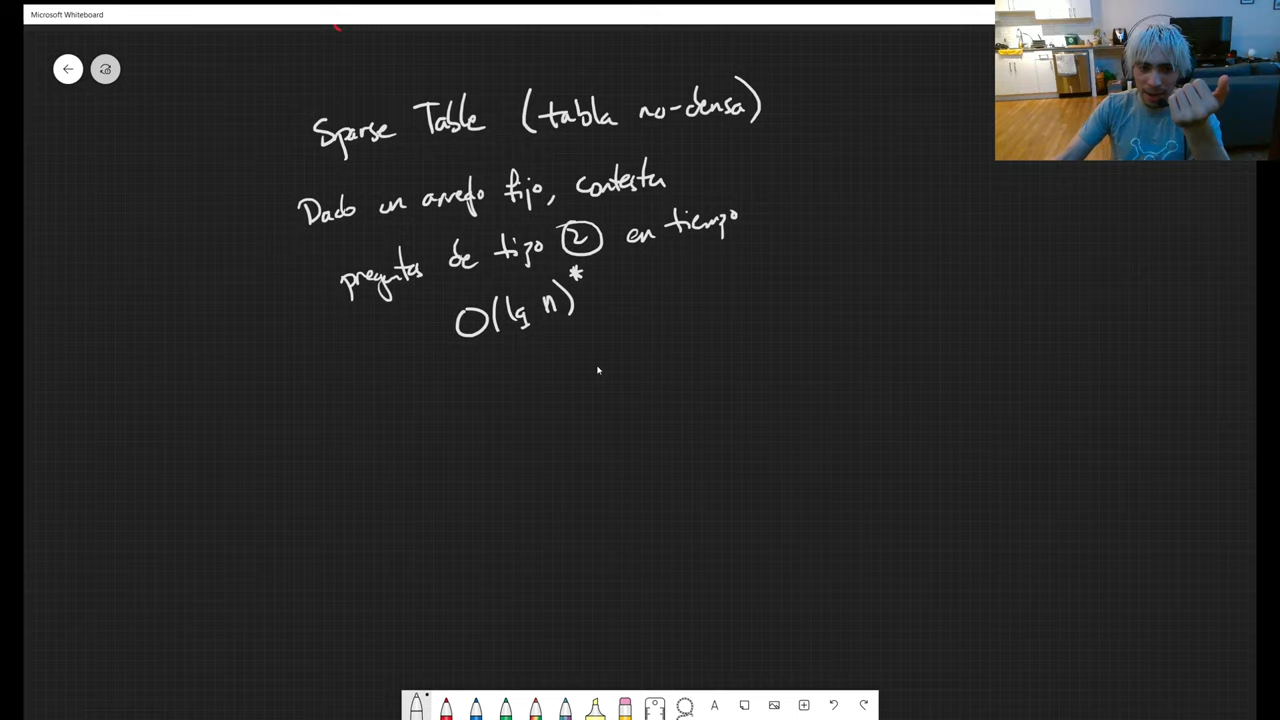 Microsoft Whiteboard
Sparse Table (tabla no-densa)
Dado un arreglo fijo, contesta
preguntas de tipo ② en tiempo
O(lg n)*
A